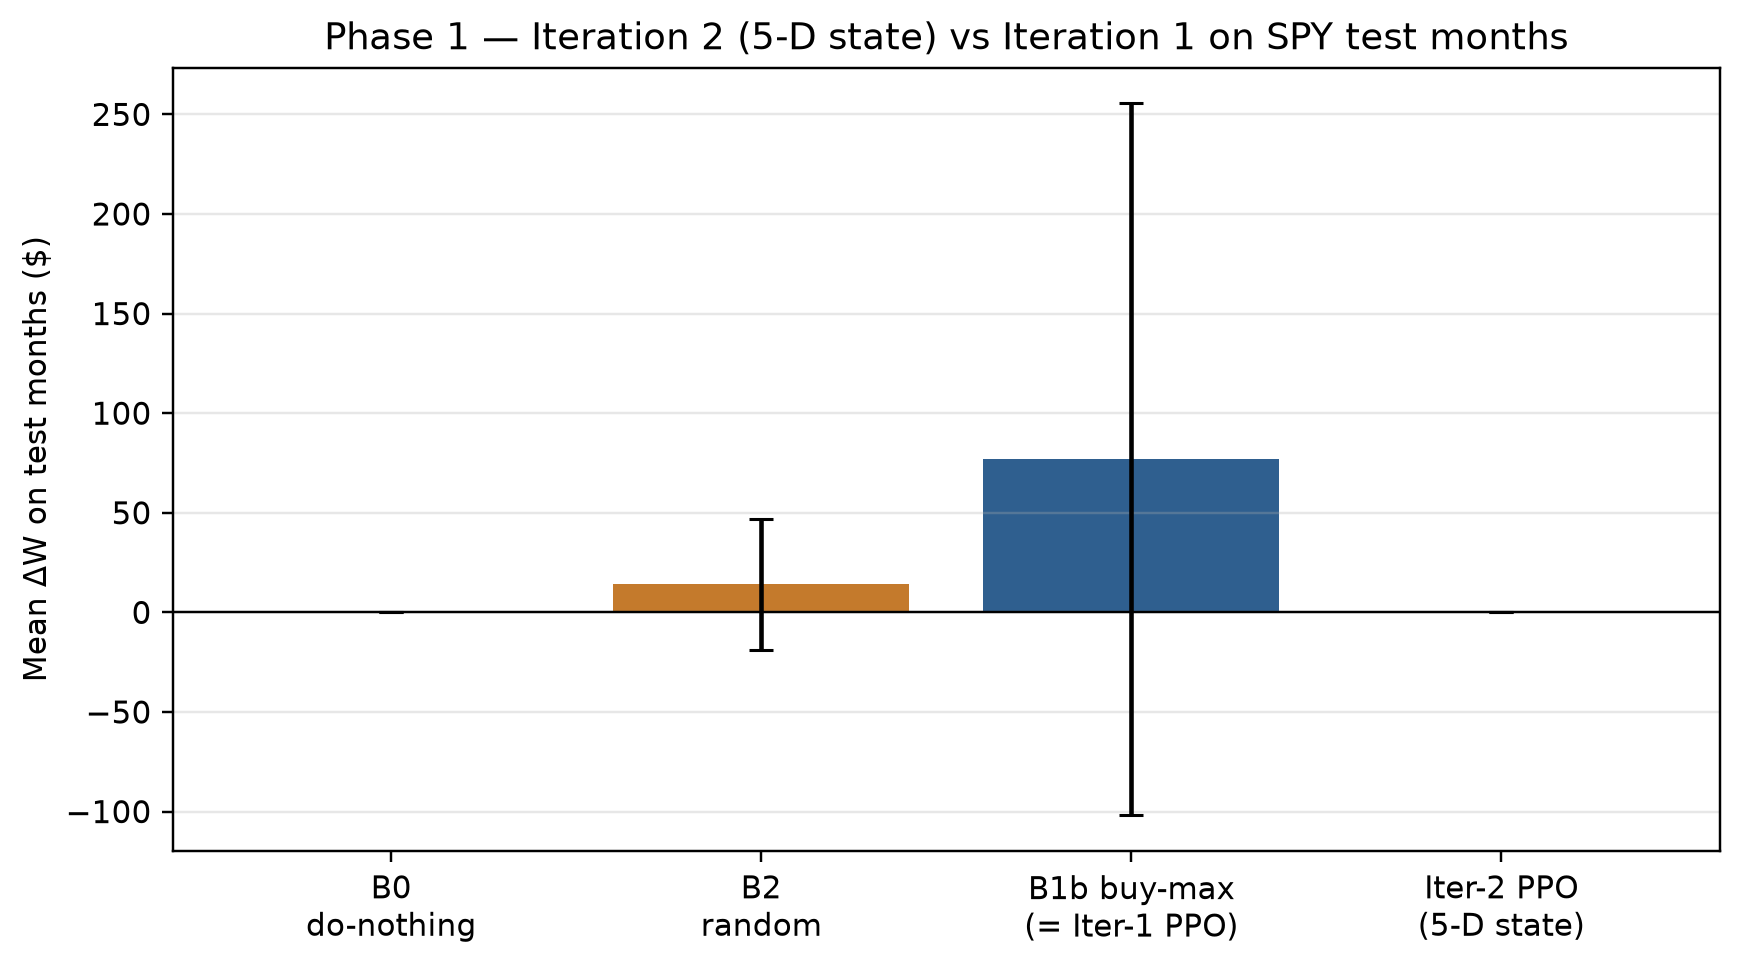 Phase 1 — Iteration 2 (5-D state) vs Iteration 1 on SPY test months
Mean ΔW on test months ($)
250
200
150
100
50
0
−50
−100
B0
do-nothing
B2
random
B1b buy-max
(= Iter-1 PPO)
Iter-2 PPO
(5-D state)